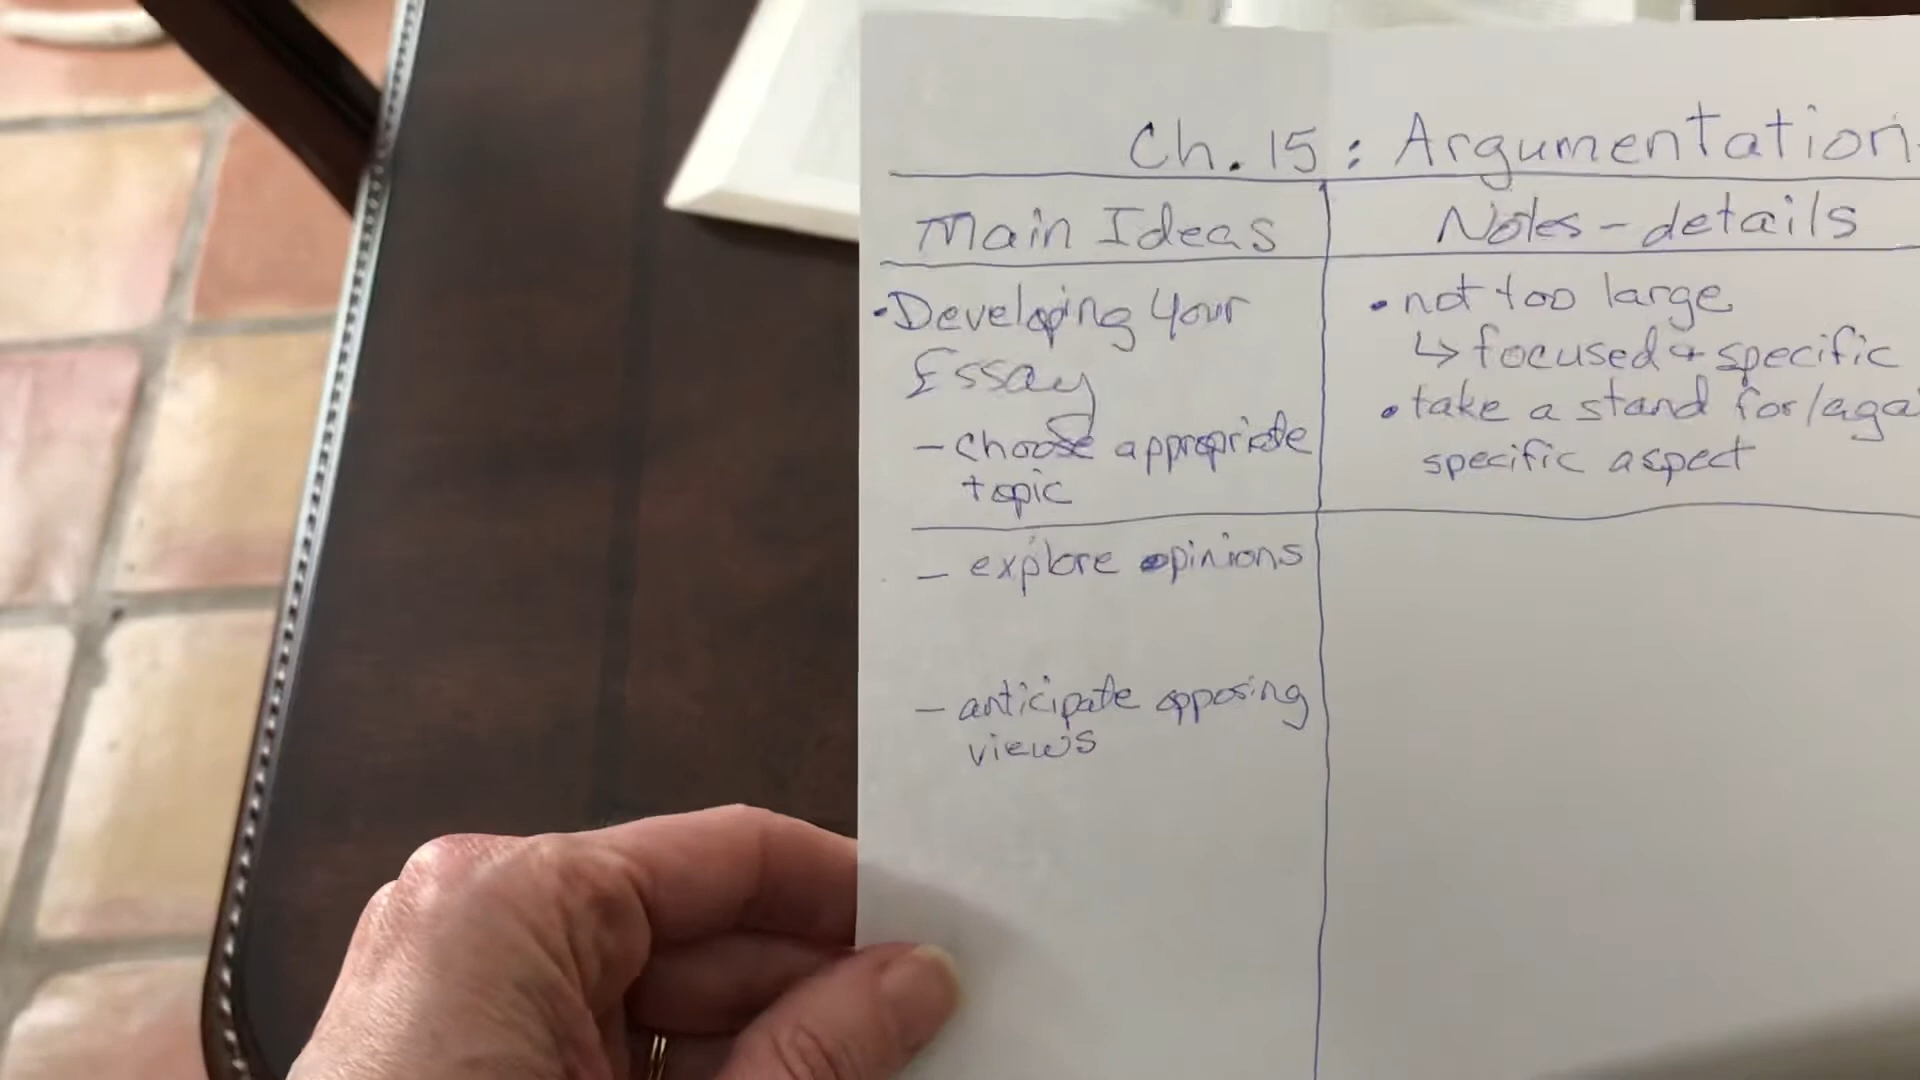 Ch. 15: Argumentation
Main Ideas
Notes - details
• Developing Your
Essay
- choose appropriate
topic
• not too large
↳ focused + specific
• take a stand for/agai
specific aspect
- explore opinions
- anticipate opposing
views